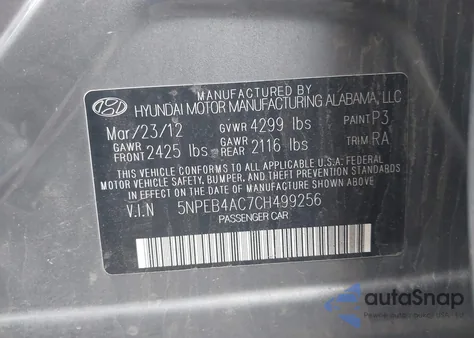 MANUFACTURED BY
HYUNDAI MOTOR MANUFACTURING ALABAMA, LLC
Mar/23/12 GVWR 4299 lbs PAINT P3
GAWR FRONT 2425 lbs GAWR REAR 2116 lbs TRIM RA
THIS VEHICLE CONFORMS TO ALL APPLICABLE U.S.A FEDERAL
MOTOR VEHICLE SAFETY, BUMPER, AND THEFT PREVENTION STANDARDS
IN EFFECT ON THE DATE OF MANUFACTURE SHOWN ABOVE.
V.I.N 5NPEB4AC7CH499256
PASSENGER CAR
autoSnap